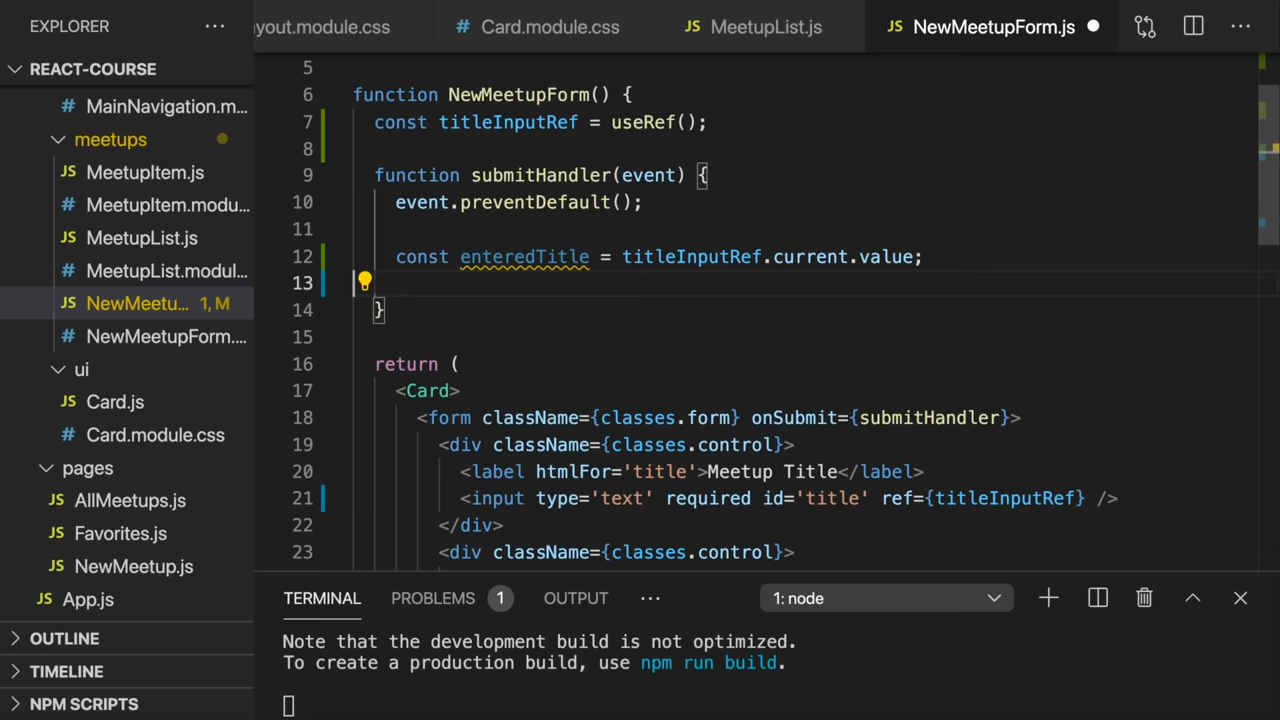 EXPLORER
···
ayout.module.css
# Card.module.css
JS MeetupList.js
JS NewMeetupForm.js
···
REACT-COURSE
# MainNavigation.m...
meetups
JS MeetupItem.js
# MeetupItem.modu...
JS MeetupList.js
# MeetupList.modul...
JS NewMeetu... 1, M
# NewMeetupForm....
ui
JS Card.js
# Card.module.css
pages
JS AllMeetups.js
JS Favorites.js
JS NewMeetup.js
JS App.js
OUTLINE
TIMELINE
NPM SCRIPTS
5
6 function NewMeetupForm() {
7 const titleInputRef = useRef();
8
9 function submitHandler(event) {
10 event.preventDefault();
11
12 const enteredTitle = titleInputRef.current.value;
13
14 }
15
16 return (
17 <Card>
18 <form className={classes.form} onSubmit={submitHandler}>
19 <div className={classes.control}>
20 <label htmlFor='title'>Meetup Title</label>
21 <input type='text' required id='title' ref={titleInputRef} />
22 </div>
23 <div className={classes.control}>
TERMINAL PROBLEMS 1 OUTPUT ··· 1: node
Note that the development build is not optimized.
To create a production build, use npm run build.